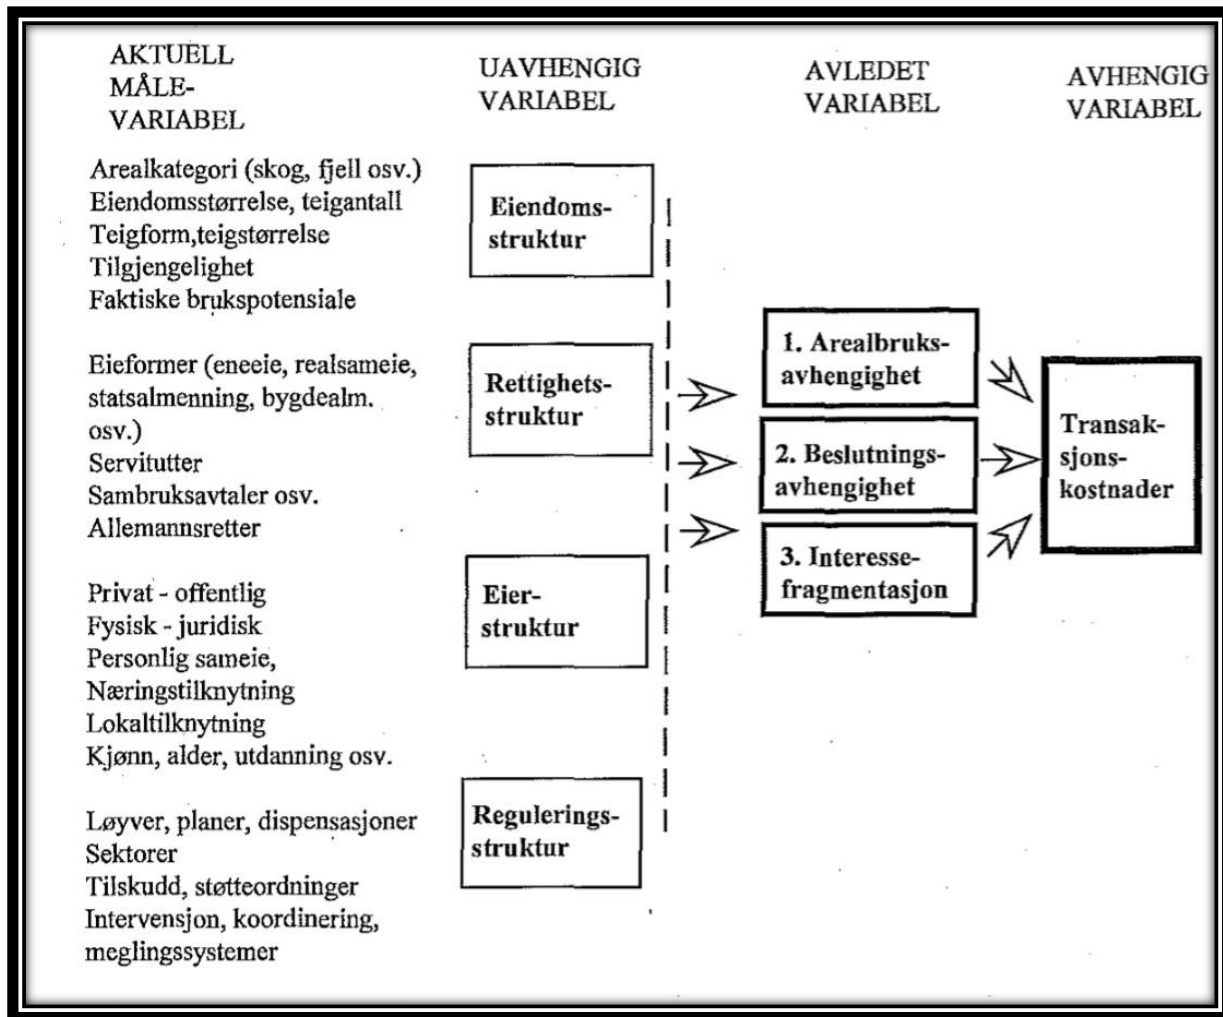 AKTUELL
MÅLE-
VARIABEL
UAVHENGIG
VARIABEL
AVLEDET
VARIABEL
AVHENGIG
VARIABEL
Arealkategori (skog, fjell osv.)
Eiendomsstørrelse, teigantall
Teigform,teigstørrelse
Tilgjengelighet
Faktiske brukspotensiale
Eiendoms-
struktur
Eieformer (eneeie, realsameie,
statsalmenning, bygdealm.
osv.)
Servitutter
Sambruksavtaler osv.
Allemannsretter
Rettighets-
struktur
Privat - offentlig
Fysisk - juridisk
Personlig sameie,
Næringstilknytning
Lokaltilknytning
Kjønn, alder, utdanning osv.
Eier-
struktur
Løyver, planer, dispensasjoner
Sektorer
Tilskudd, støtteordninger
Intervensjon, koordinering,
meglingssystemer
Regulerings-
struktur
1. Arealbruks-
avhengighet
2. Beslutnings-
avhengighet
3. Interesse-
fragmentasjon
Transak-
sjons-
kostnader